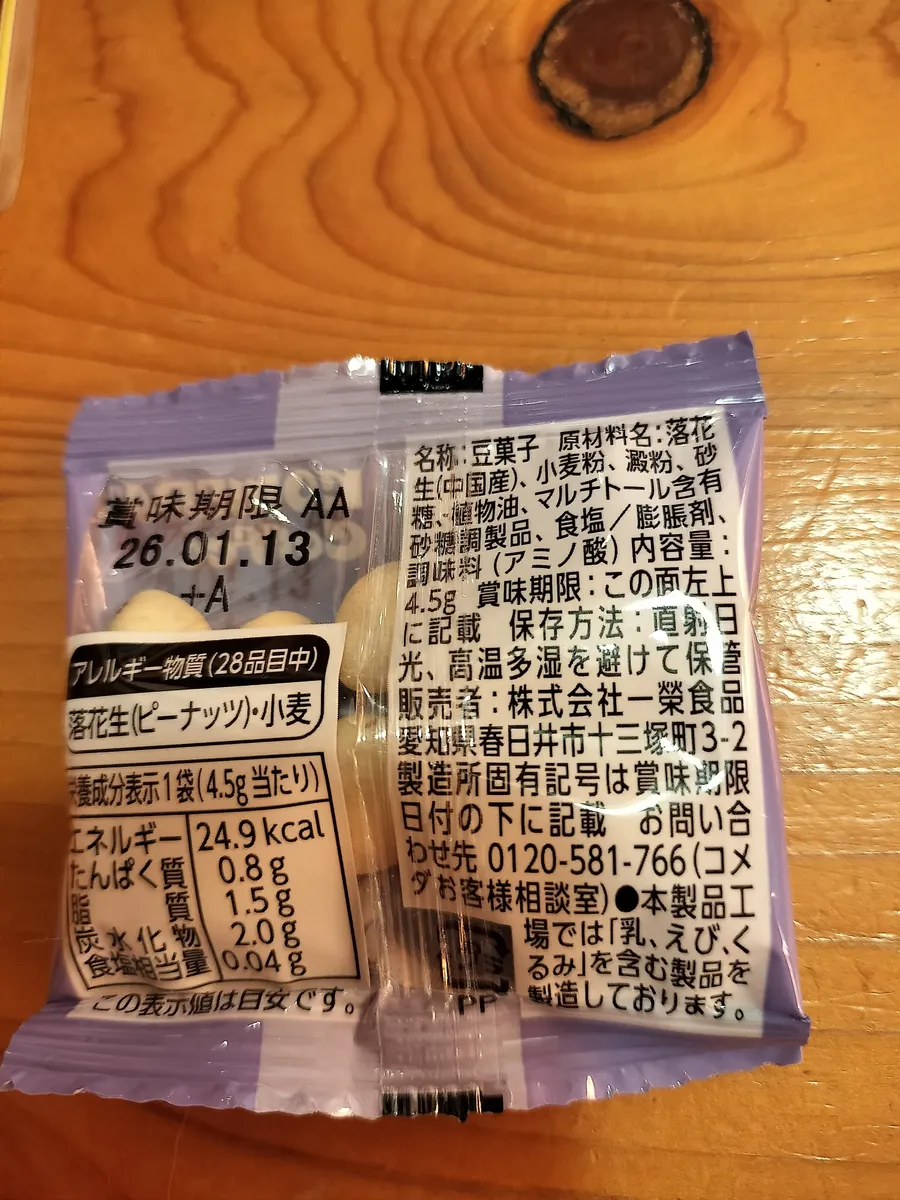 賞味期限 AA
26.01.13
+A
アレルギー物質(28品目中)
落花生(ピーナッツ)・小麦
栄養成分表示1袋(4.5g当たり)
エネルギー 24.9 kcal
たんぱく質 0.8 g
脂質 1.5 g
炭水化物 2.0 g
食塩相当量 0.04 g
この表示値は目安です。
名称:豆菓子 原材料名:落花
生(中国産)、小麦粉、澱粉、砂
糖、植物油、マルチトール含有
砂糖調製品、食塩/膨脹剤、
調味料(アミノ酸) 内容量:
4.5g 賞味期限:この面左上
に記載 保存方法:直射日
光、高温多湿を避けて保管
販売者:株式会社一榮食品
愛知県春日井市十三塚町3-2
製造所固有記号は賞味期限
日付の下に記載 お問い合
わせ先 0120-581-766(コメ
ダお客様相談室)●本製品工
場では「乳、えび、く
るみ」を含む製品を
製造しております。
PP